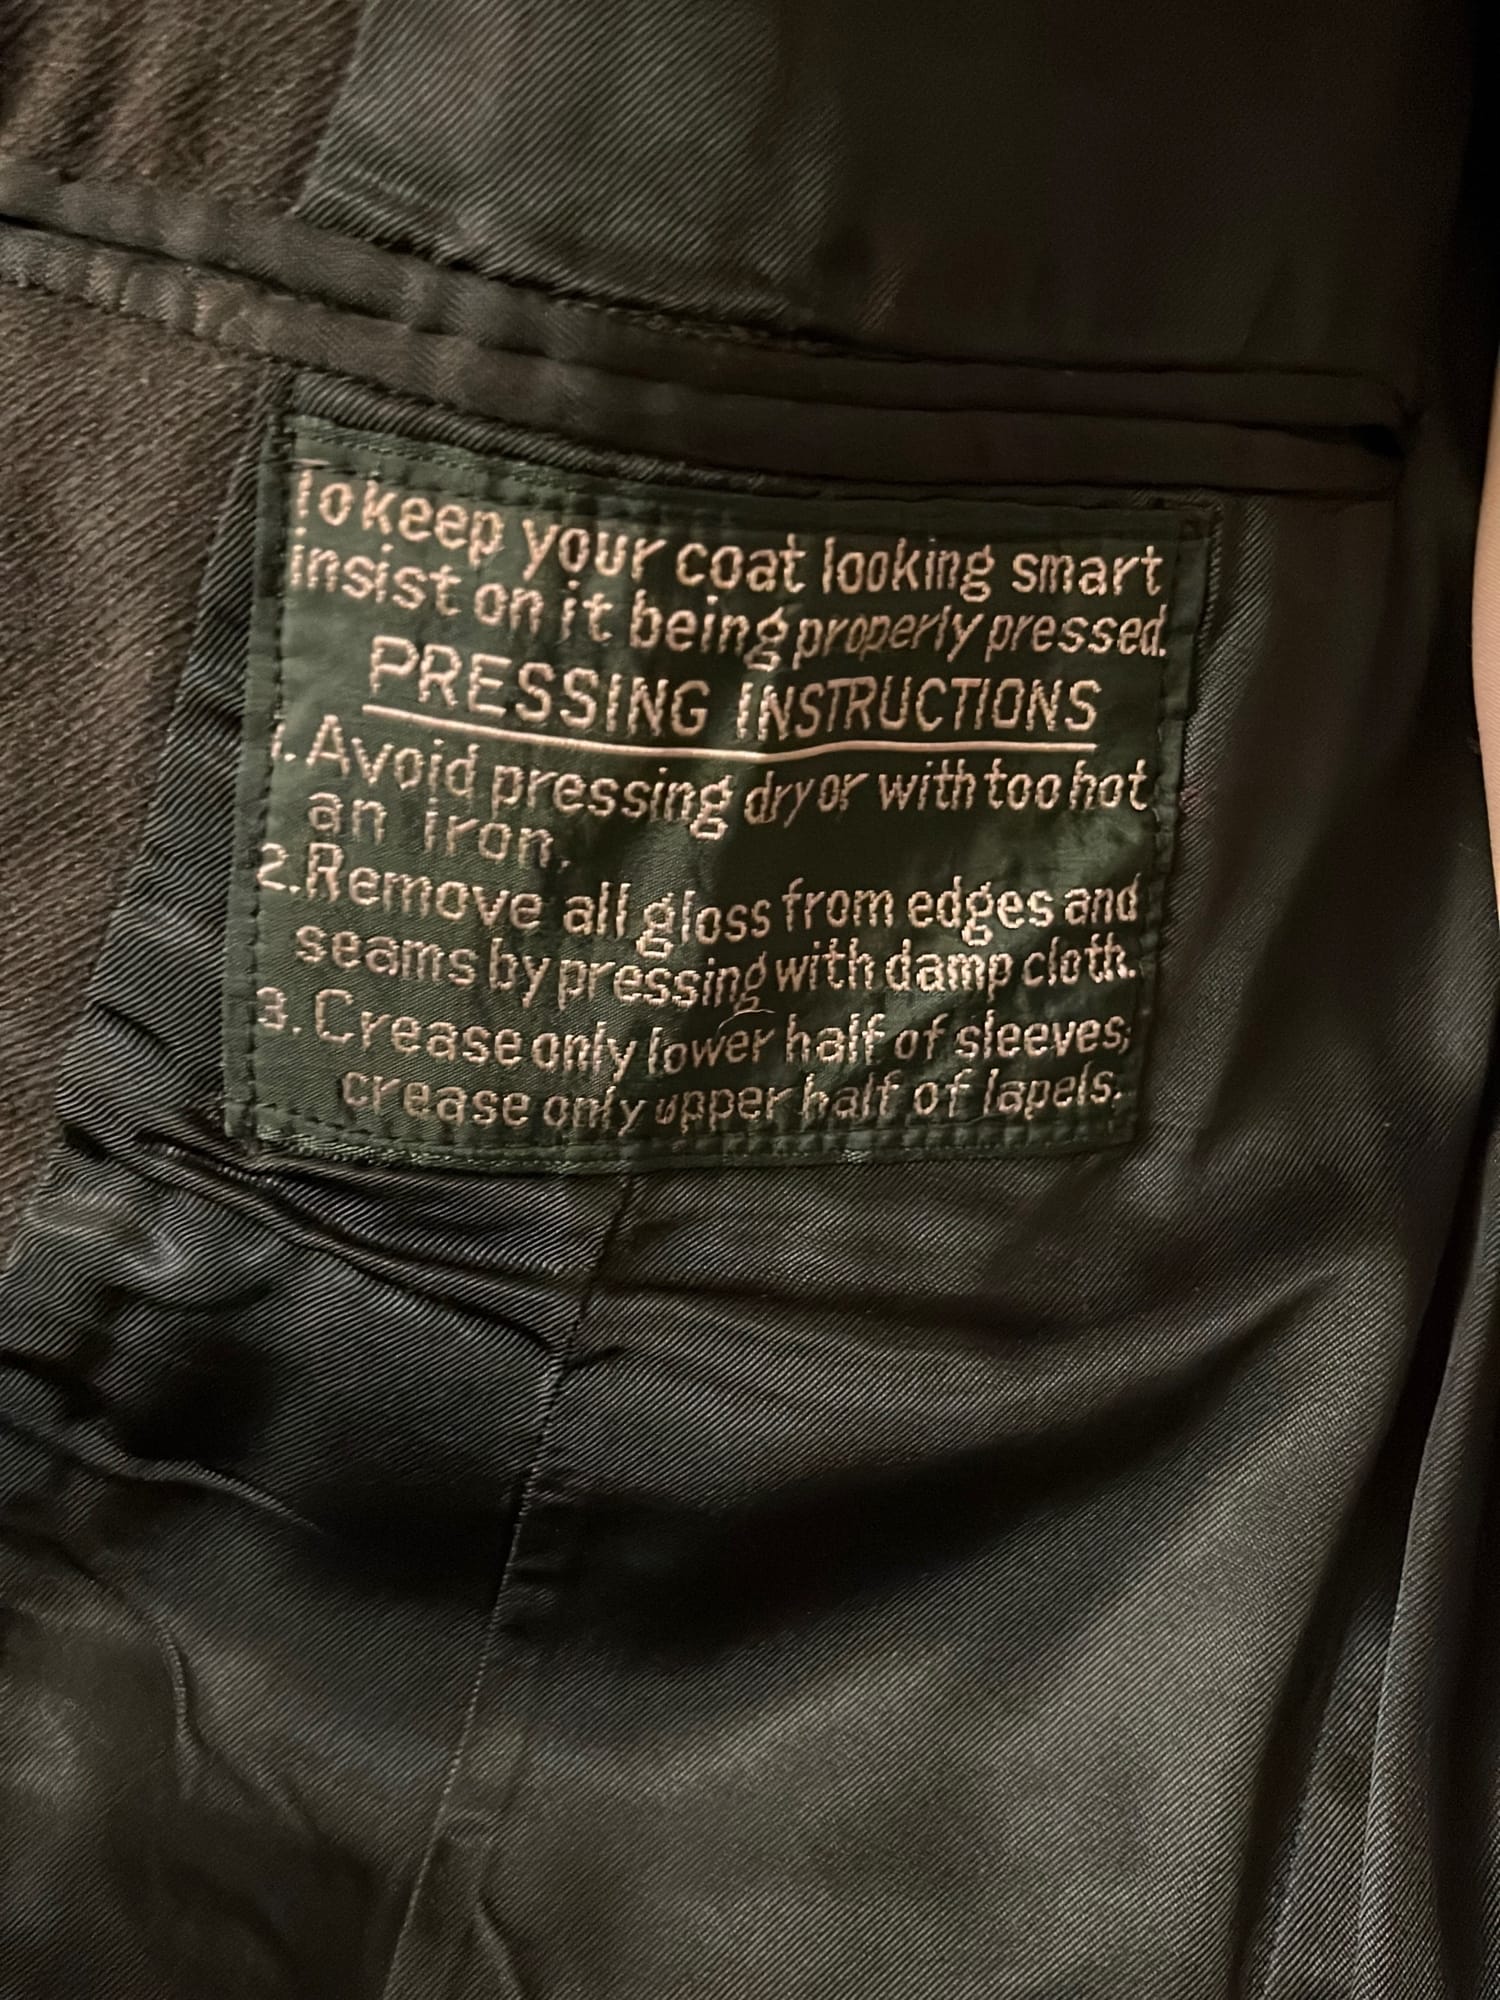 To keep your coat looking smart
insist on it being properly pressed.
PRESSING INSTRUCTIONS
1. Avoid pressing dry or with too hot
an iron.
2. Remove all gloss from edges and
seams by pressing with damp cloth.
3. Crease only lower half of sleeves,
crease only upper half of lapels.